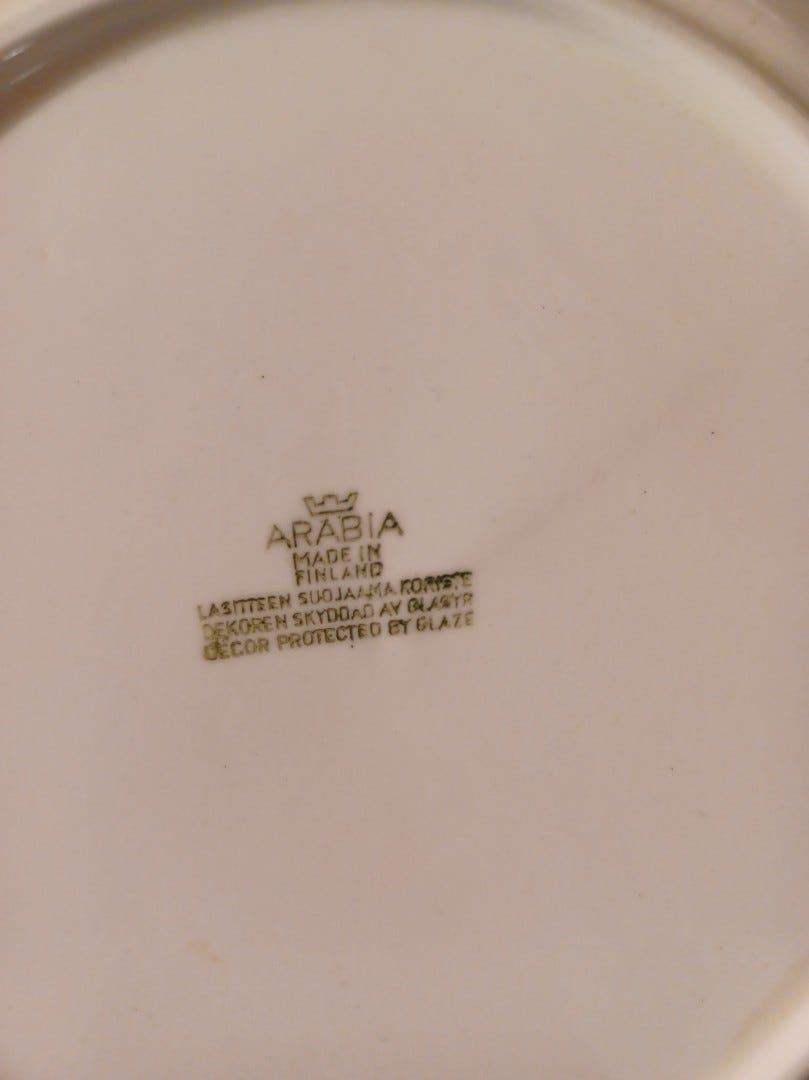 ARABIA
MADE IN
FINLAND
LASITTEEN SUOJAAMA KORISTE
DEKOREN SKYDDAD AV GLASYR
DECOR PROTECTED BY GLAZE